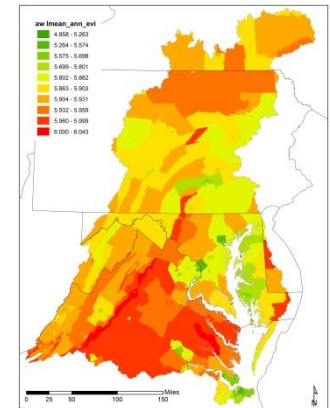 aw lmean_ann_evi
4.858 - 5.263
5.264 - 5.574
5.575 - 5.698
5.699 - 5.801
5.802 - 5.862
5.863 - 5.903
5.904 - 5.931
5.932 - 5.959
5.960 - 5.999
6.000 - 6.043
0 25 50 100 150
Miles
N